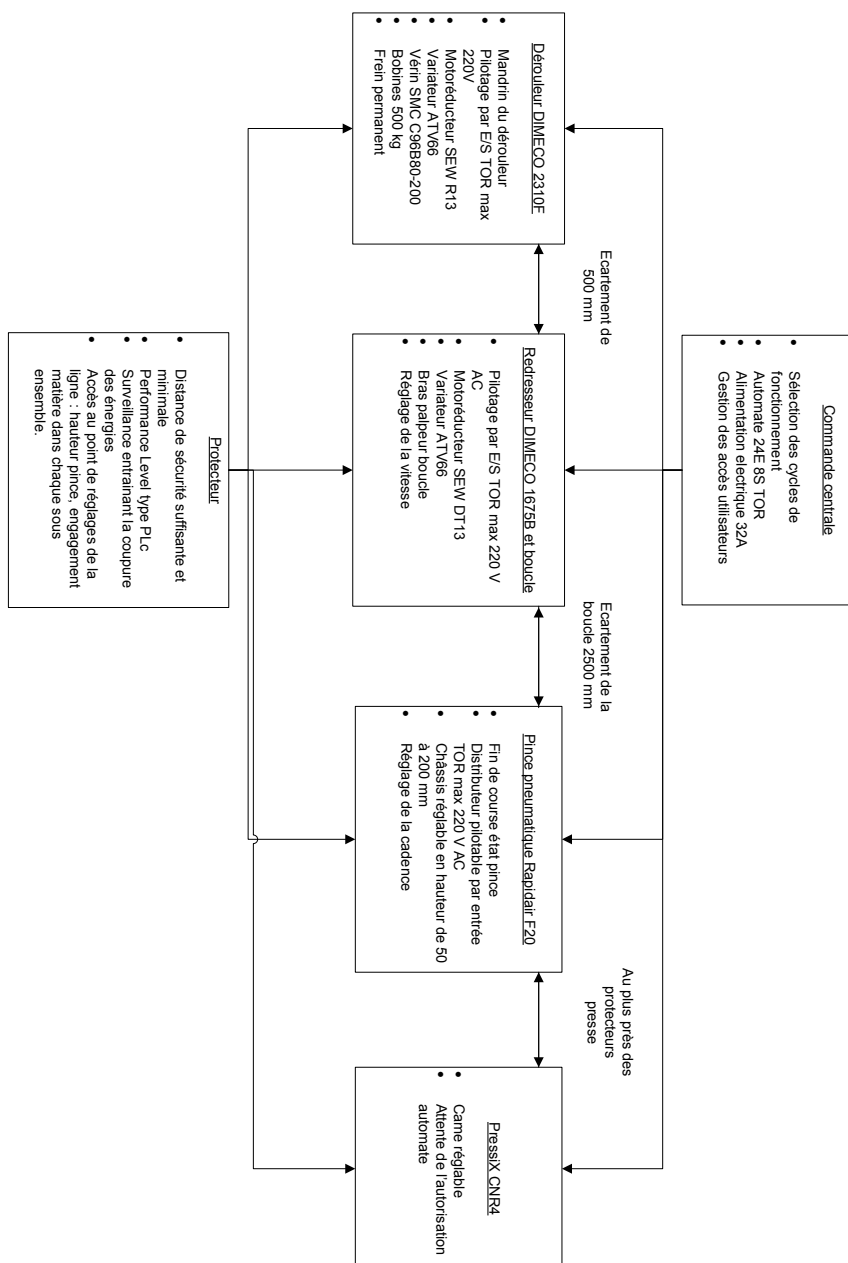 Commande centrale
Sélection des cycles de
fonctionnement
Automate 24E 8S TOR
Alimentation electrique 32A
Gestion des accès utilisateurs
Dérouleur DIMECO 2310F
Mandrin du dérouleur
Pilotage par E/S TOR max
220V
Motoréducteur SEW R13
Variateur ATV66
Vérin SMC C96B80-200
Bobines 500 kg
Frein permanent
Ecartement de
500 mm
Redresseur DIMECO 1675B et boucle
Pilotage par E/S TOR max 220 V
AC
Motoréducteur SEW DT13
Variateur ATV66
Bras palpeur boucle
Réglage de la vitesse
Ecartement de la
boucle 2500 mm
Pince pneumatique Rapidair F20
Fin de course état pince
Distributeur pilotable par entrée
TOR max 220 V AC
Châssis réglable en hauteur de 50
à 200 mm
Réglage de la cadence
Au plus près des
protecteurs
presse
PressiX CNR4
Came réglable
Attente de l'autorisation
automate
Protecteur
Distance de sécurité suffisante et
minimale
Performance Level type PLc
Surveillance entrainant la coupure
des énergies
Accès au point de réglages de la
ligne : hauteur pince, engagement
matière dans chaque sous
ensemble.